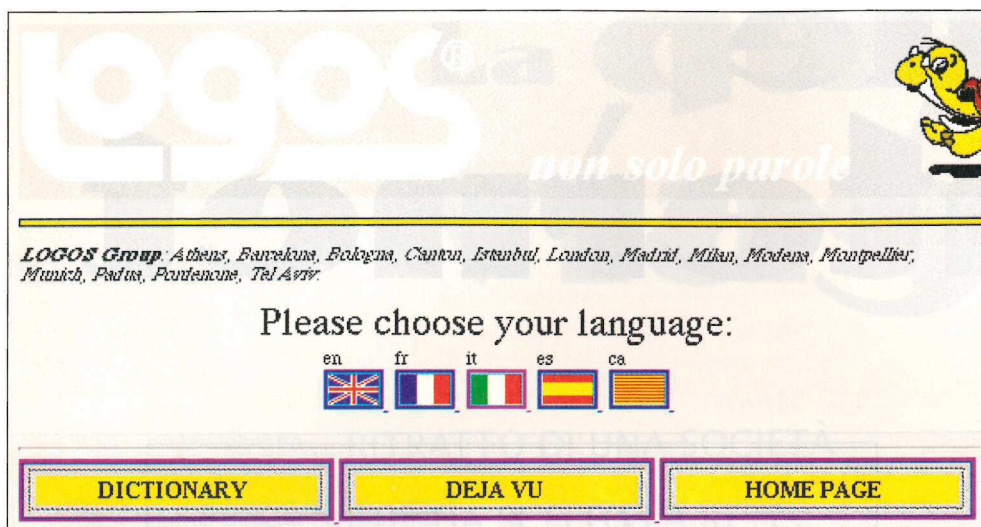 LOGOS®
non solo parole
LOGOS Group: Athens, Barcelona, Bologna, Canton, Istanbul, London, Madrid, Milan, Modena, Montpellier,
Munich, Padua, Pordenone, Tel Aviv.
Please choose your language:
en fr it es ca
DICTIONARY DEJA VU HOME PAGE